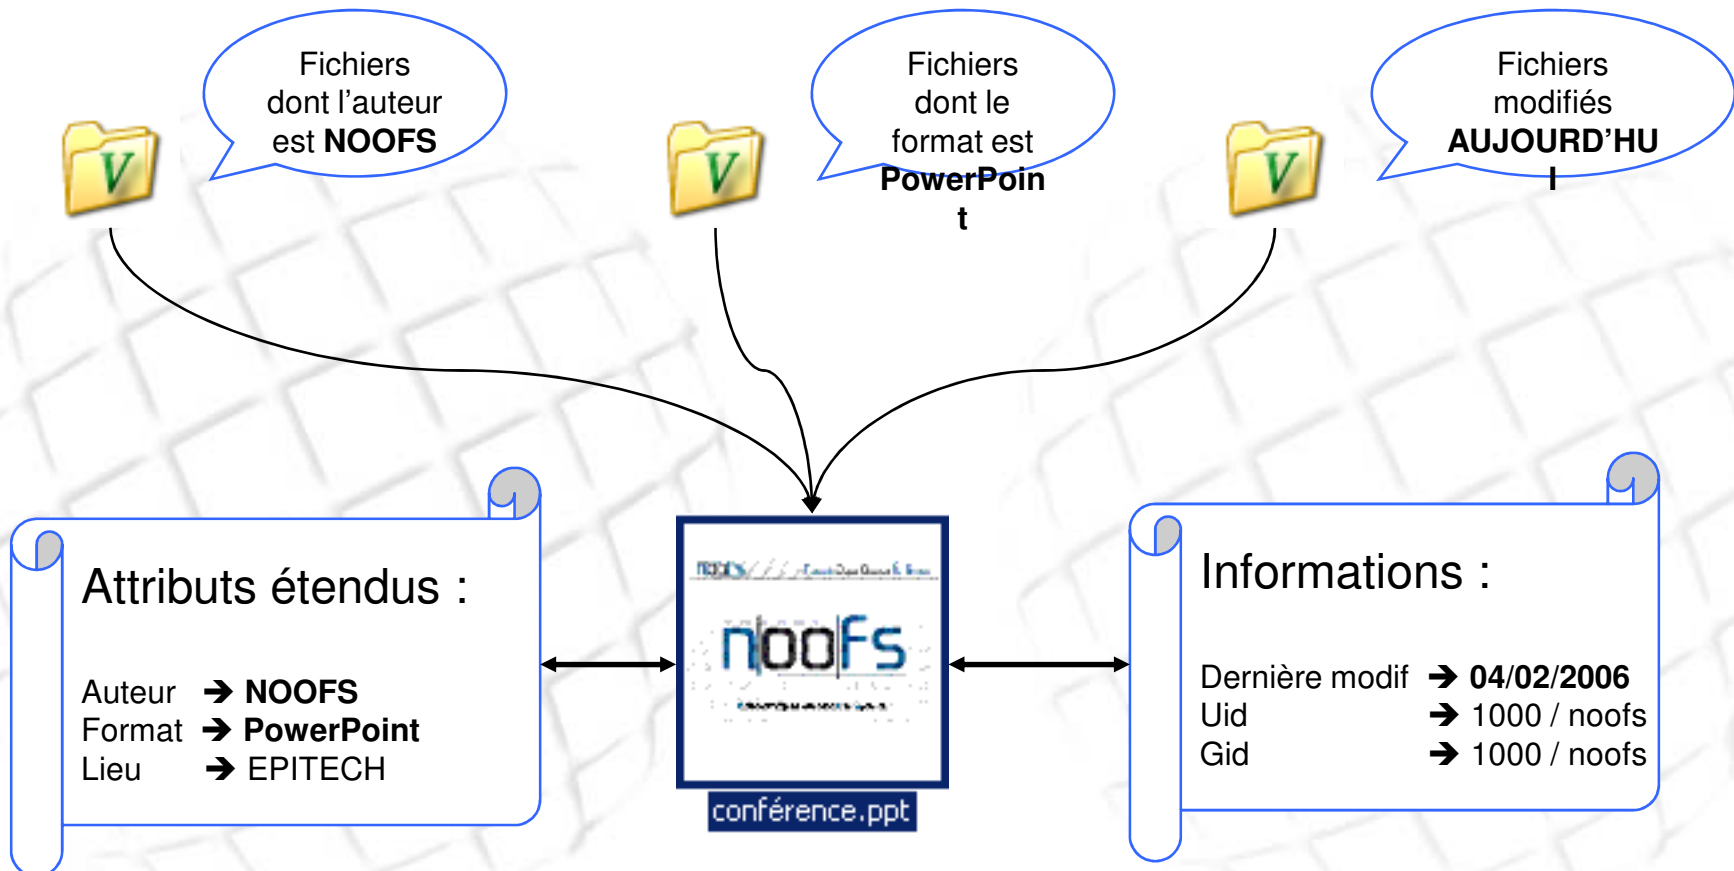 Fichiers
dont l’auteur
est NOOFS
Fichiers
dont le
format est
PowerPoin
t
Fichiers
modifiés
AUJOURD’HU
I
Attributs étendus :
Auteur ➔ NOOFS
Format ➔ PowerPoint
Lieu ➔ EPITECH
noofs
conférence.ppt
Informations :
Dernière modif ➔ 04/02/2006
Uid ➔ 1000 / noofs
Gid ➔ 1000 / noofs